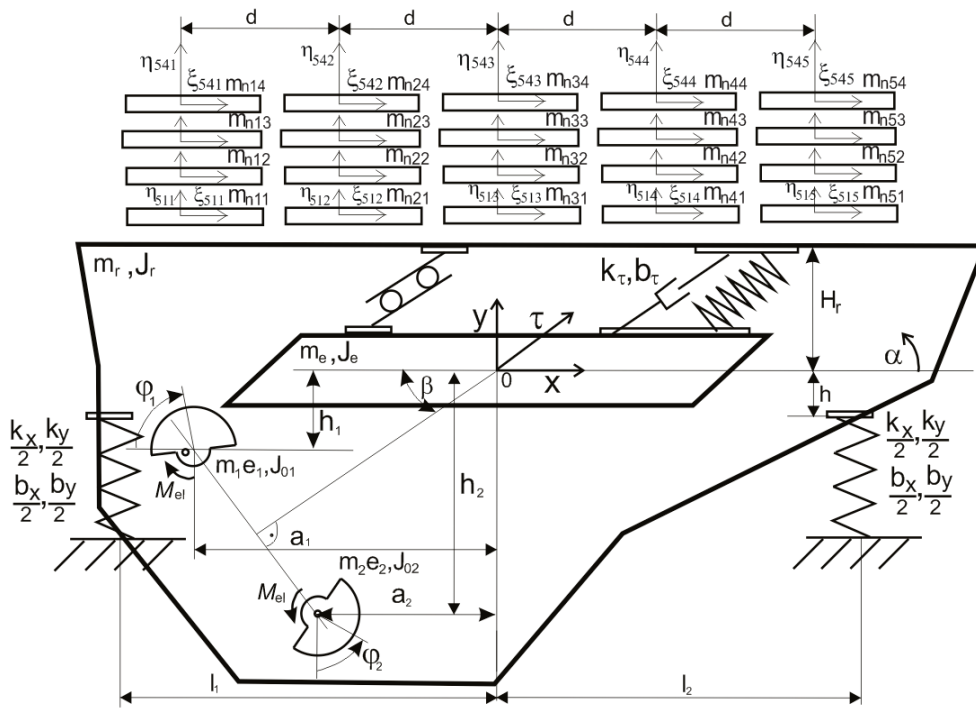 d d d d
η541 η542 η543 η544 η545
ξ541 mn14 ξ542 mn24 ξ543 mn34 ξ544 mn44 ξ545 mn54
mn13 mn23 mn33 mn43 mn53
mn12 mn22 mn32 mn42 mn52
η511 ξ511 mn11 η512 ξ512 mn21 η513 ξ513 mn31 η514 ξ514 mn41 η515 ξ515 mn51
mr ,Jr
kτ,bτ
Hr
y τ
me ,Je
α
β
0 x
φ1
h1
h
kx/2, ky/2
m1e1,J01
kx/2, ky/2
Mel
h2
bx/2, by/2
bx/2, by/2
a1
m2e2,J02
Mel
a2
φ2
l1 l2